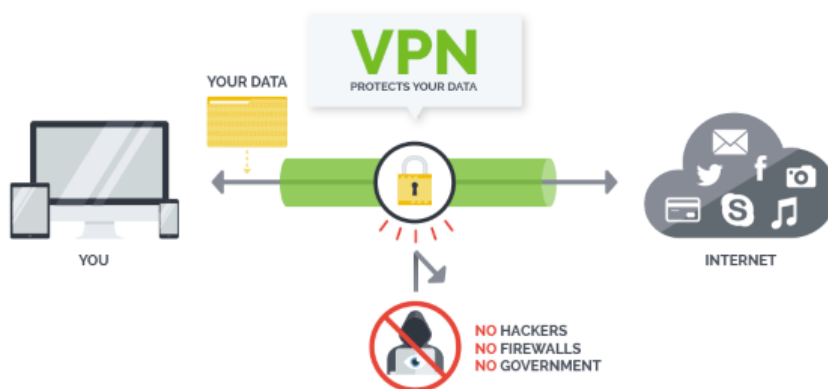 VPN
PROTECTS YOUR DATA
YOUR DATA
YOU
INTERNET
NO HACKERS
NO FIREWALLS
NO GOVERNMENT